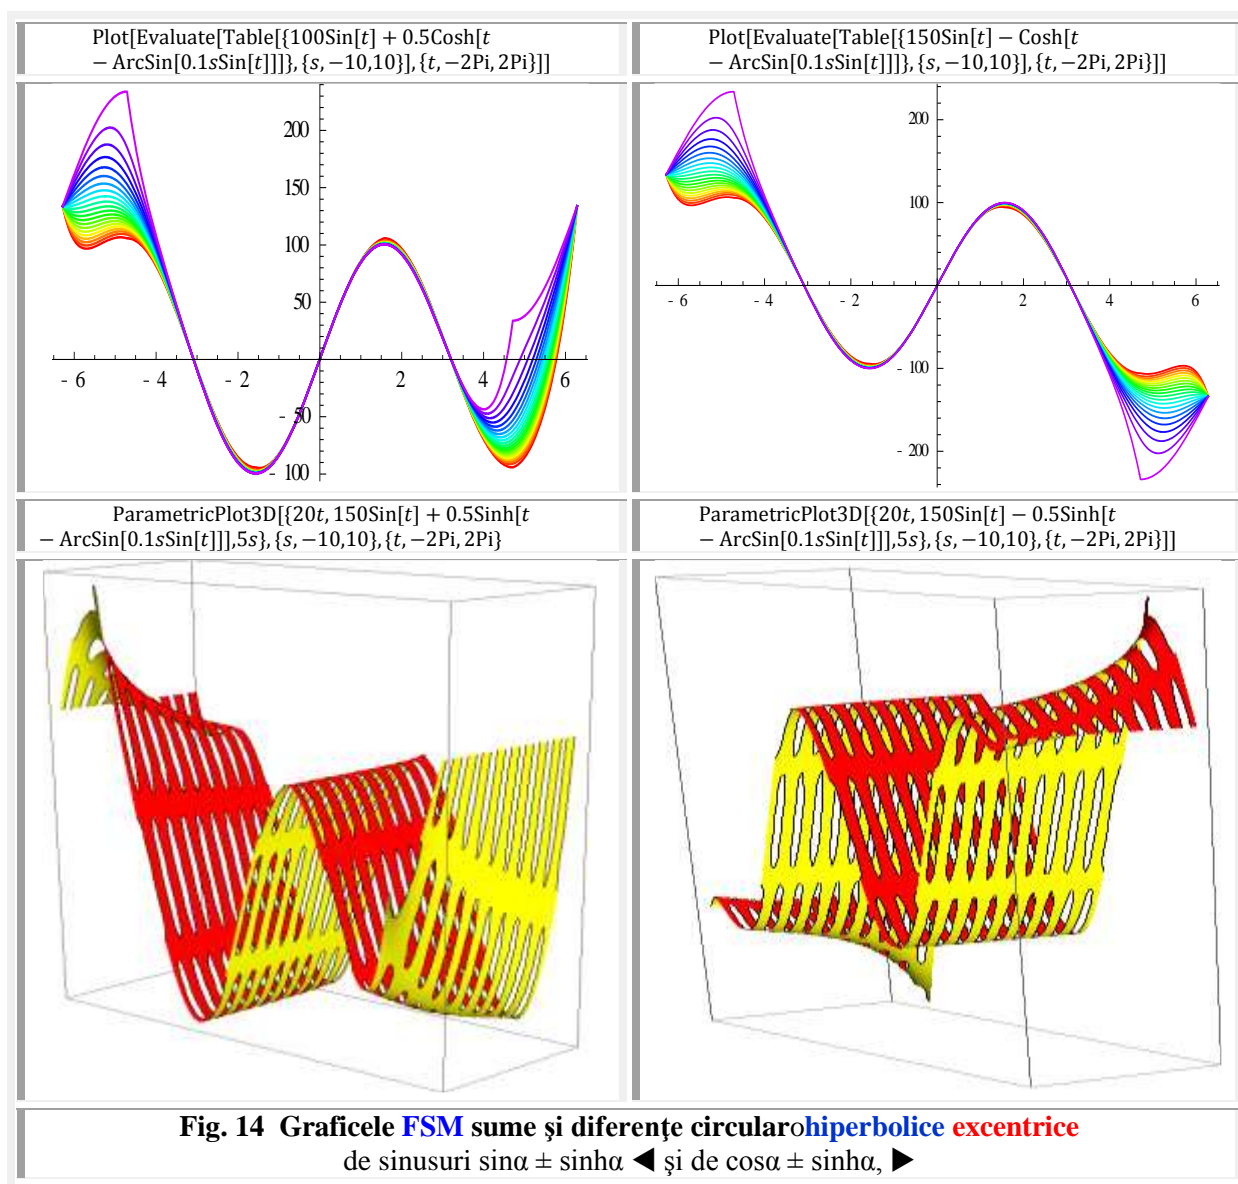 Plot[Evaluate[Table[{100Sin[t] + 0.5Cosh[t
− ArcSin[0.1sSin[t]]]}, {s, −10,10}], {t, −2Pi, 2Pi}]]
Plot[Evaluate[Table[{150Sin[t] − Cosh[t
− ArcSin[0.1sSin[t]]]}, {s, −10,10}], {t, −2Pi, 2Pi}]]
200
150
100
50
- 6 - 4 - 2 2 4 6
- 50
- 100
200
100
- 6 - 4 - 2 2 4 6
- 100
- 200
ParametricPlot3D[{20t, 150Sin[t] + 0.5Sinh[t
− ArcSin[0.1sSin[t]]],5s}, {s, −10,10}, {t, −2Pi, 2Pi}
ParametricPlot3D[{20t, 150Sin[t] − 0.5Sinh[t
− ArcSin[0.1sSin[t]]],5s}, {s, −10,10}, {t, −2Pi, 2Pi}]]
Fig. 14 Graficele FSM sume şi diferenţe circularohiperbolice excentrice
de sinusuri sinα ± sinhα ◄ şi de cosα ± sinhα, ►